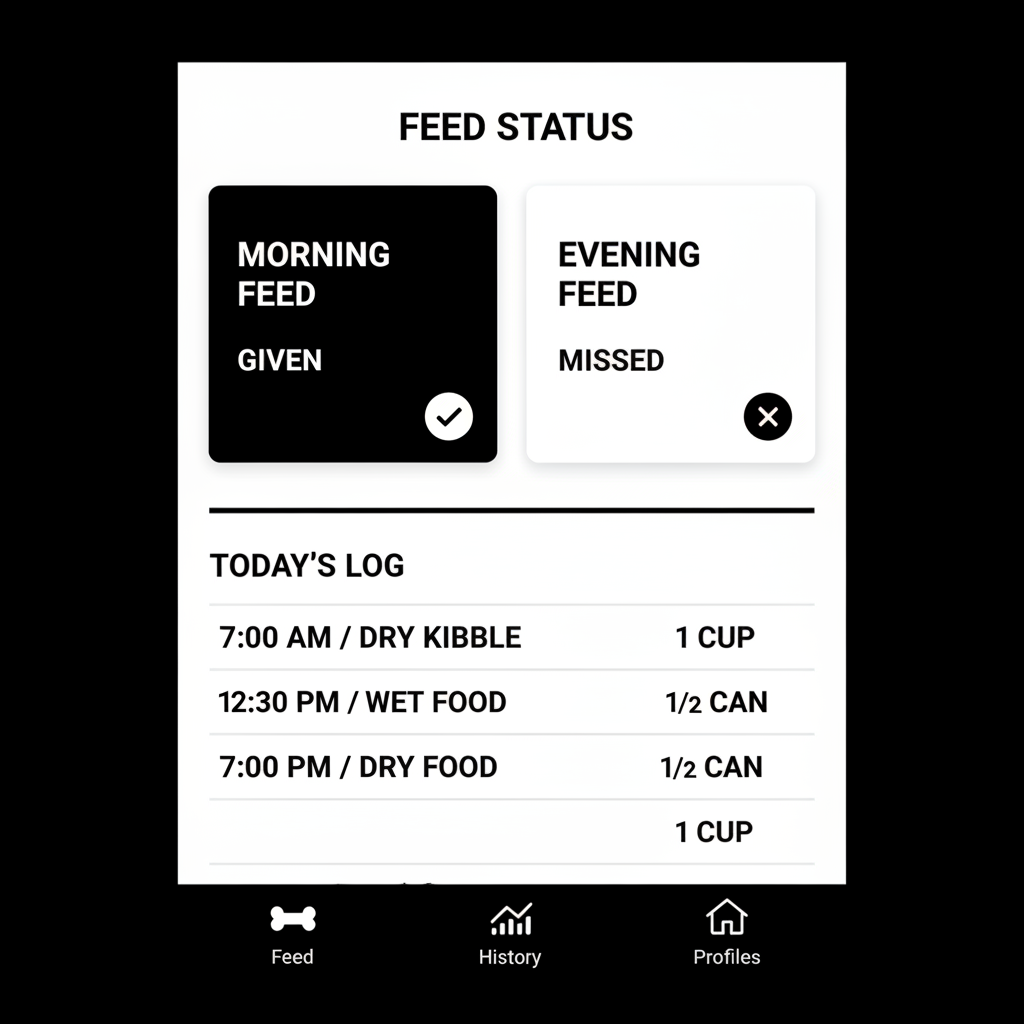 FEED STATUS
MORNING
FEED
GIVEN
EVENING
FEED
MISSED
TODAY’S LOG
7:00 AM / DRY KIBBLE 1 CUP
12:30 PM / WET FOOD 1/2 CAN
7:00 PM / DRY FOOD 1/2 CAN
1 CUP
Feed
History
Profiles